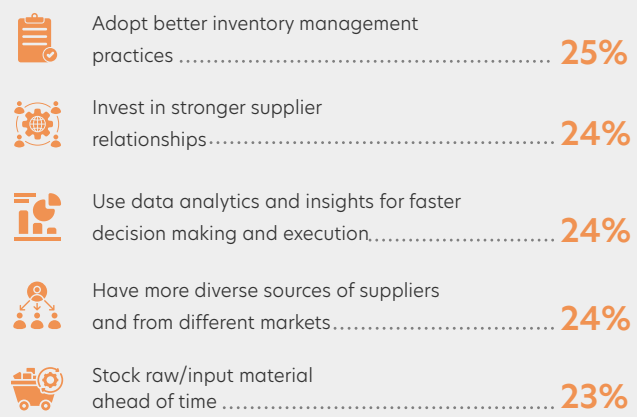 Adopt better inventory management
practices ........................................................ 25%
Invest in stronger supplier
relationships.................................................... 24%
Use data analytics and insights for faster
decision making and execution............................ 24%
Have more diverse sources of suppliers
and from different markets.................................. 24%
Stock raw/input material
ahead of time .................................................. 23%